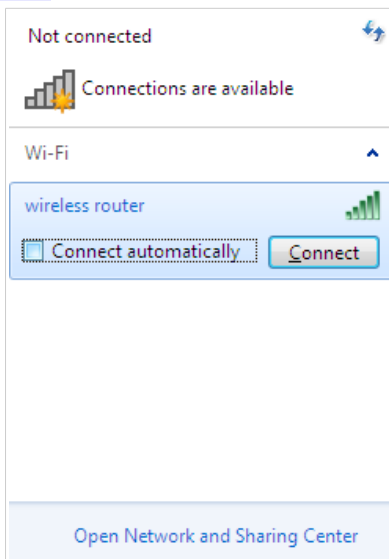 Not connected
Connections are available
Wi-Fi
wireless router
Connect automatically
Connect
Open Network and Sharing Center